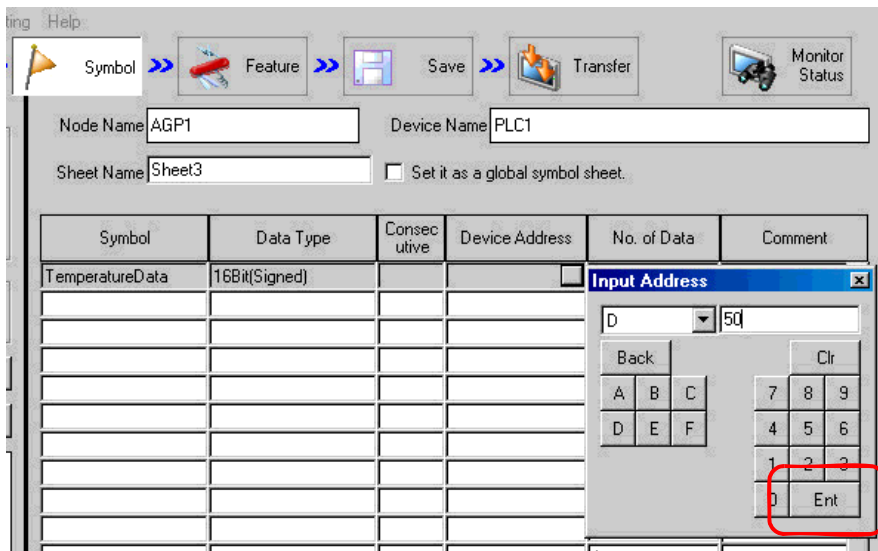 ting Help
Symbol >> Feature >> Save >> Transfer Monitor Status
Node Name AGP1 Device Name PLC1
Sheet Name Sheet3 Set it as a global symbol sheet.
Symbol Data Type Consec utive Device Address No. of Data Comment
TemperatureData 16Bit(Signed)
Input Address
D 50
Back Clr
A B C 7 8 9
D E F 4 5 6
1 2 3
0 Ent